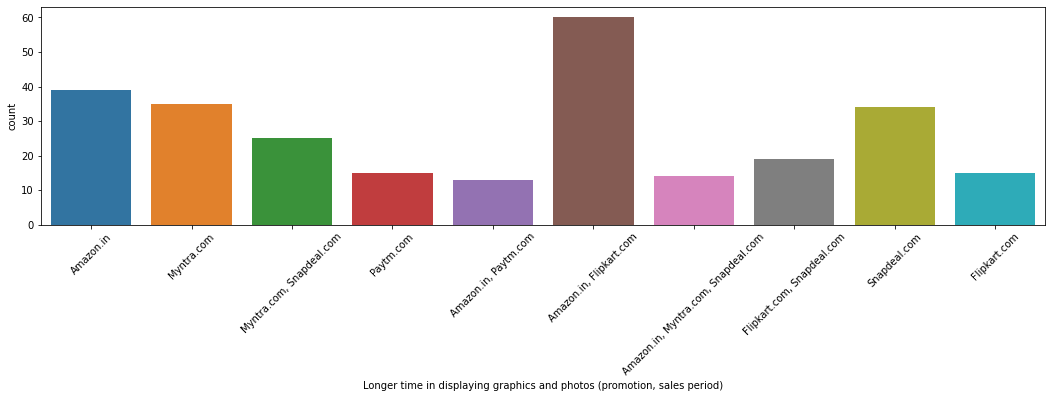 60
50
40
30
20
10
0
count
Amazon.in
Myntra.com
Myntra.com, Snapdeal.com
Paytm.com
Amazon.in, Paytm.com
Amazon.in, Flipkart.com
Amazon.in, Myntra.com, Snapdeal.com
Flipkart.com, Snapdeal.com
Snapdeal.com
Flipkart.com
Longer time in displaying graphics and photos (promotion, sales period)